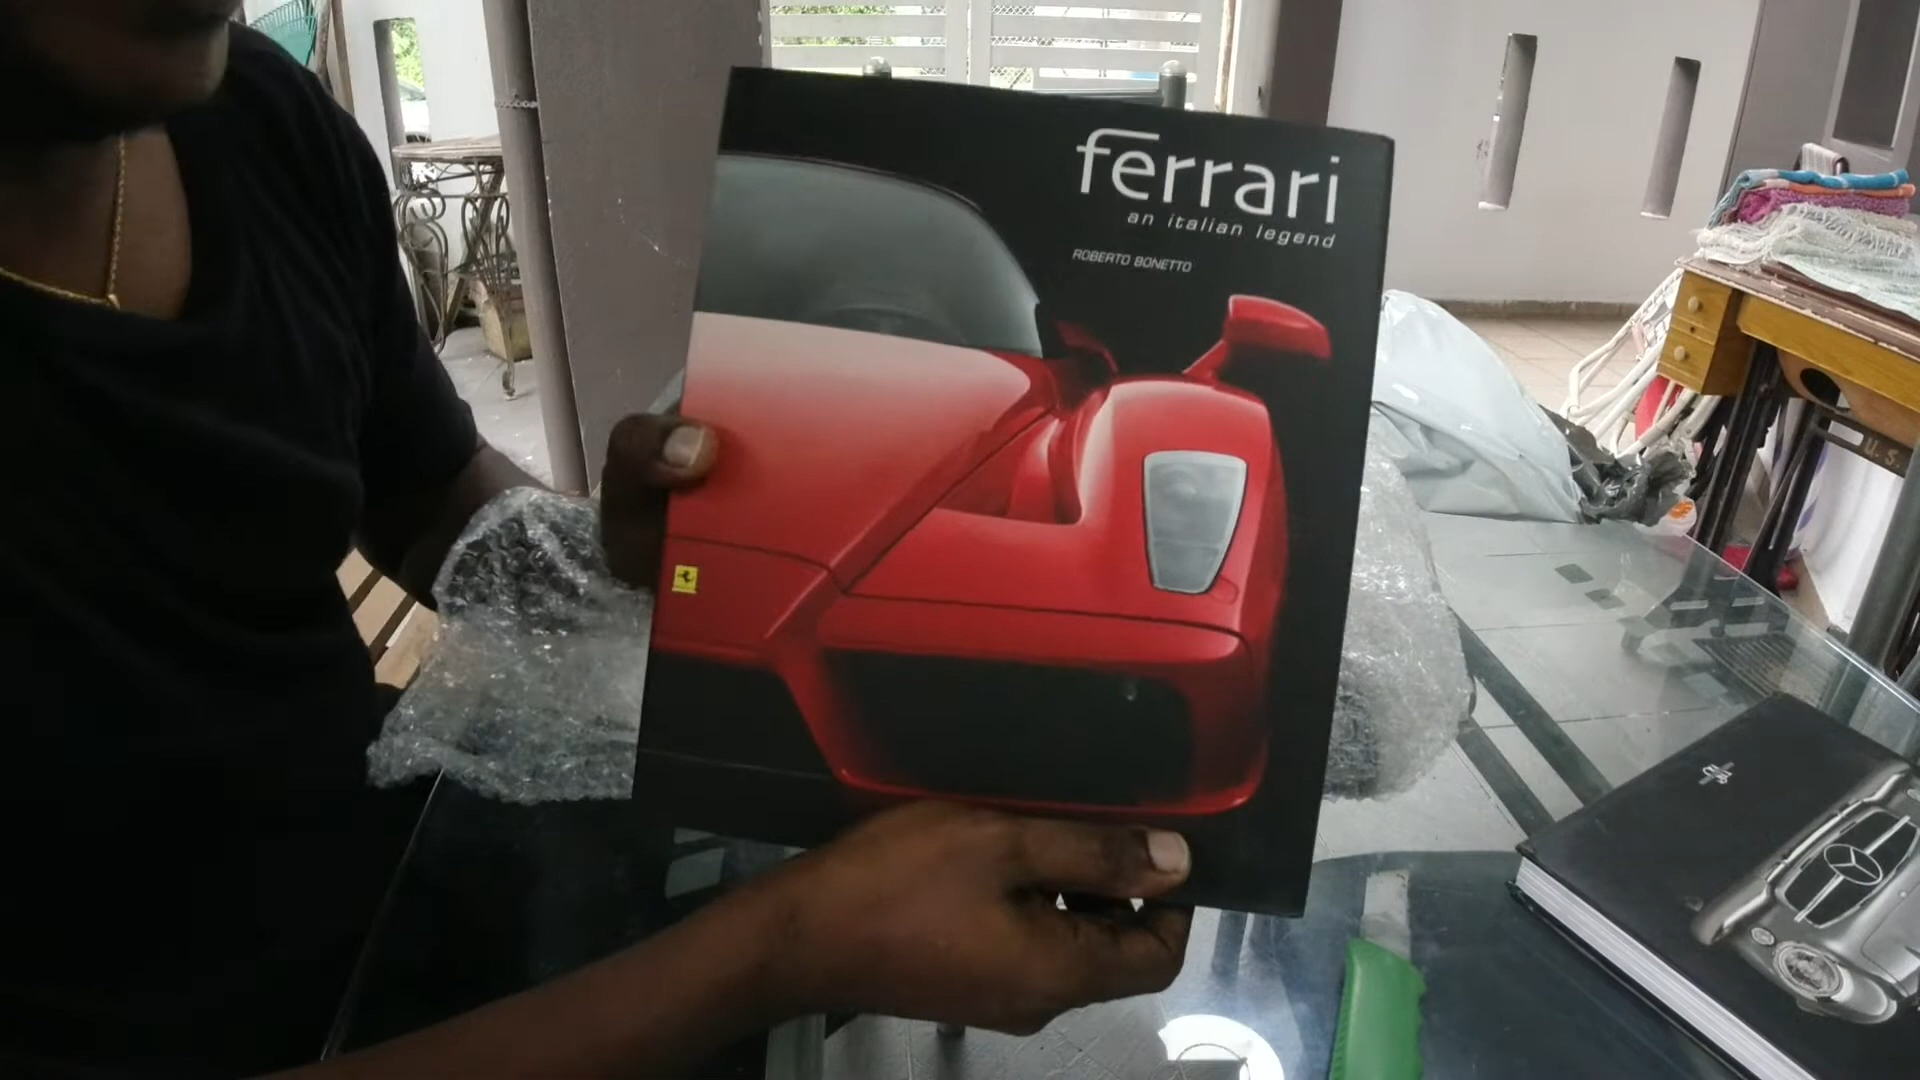 ferrari
an italian legend
ROBERTO BONETTO
U. S.